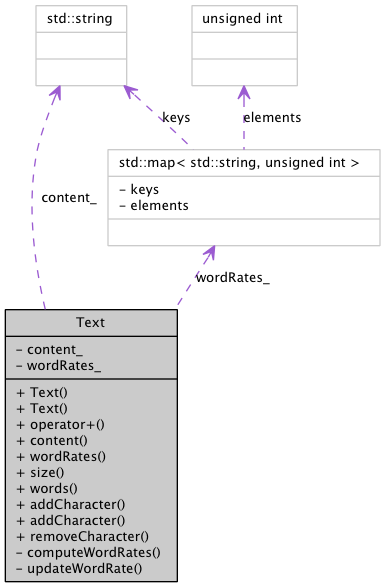 std::string
unsigned int
keys
elements
std::map< std::string, unsigned int >
- keys
- elements
content_
wordRates_
Text
- content_
- wordRates_
+ Text()
+ Text()
+ operator+()
+ content()
+ wordRates()
+ size()
+ words()
+ addCharacter()
+ addCharacter()
+ removeCharacter()
- computeWordRates()
- updateWordRate()